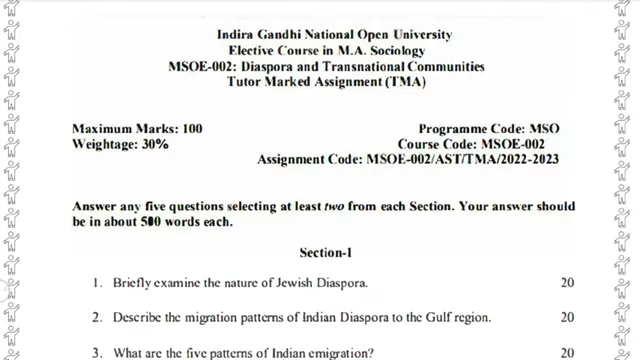 Indira Gandhi National Open University
Elective Course in M.A. Sociology
MSOE-002: Diaspora and Transnational Communities
Tutor Marked Assignment (TMA)
Maximum Marks: 100
Programme Code: MSO
Weightage: 30%
Course Code: MSOE-002
Assignment Code: MSOE-002/AST/TMA/2022-2023
Answer any five questions selecting at least two from each Section. Your answer should
be in about 500 words each.
Section-I
1. Briefly examine the nature of Jewish Diaspora. 20
2. Describe the migration patterns of Indian Diaspora to the Gulf region. 20
3. What are the five patterns of Indian emigration? 20